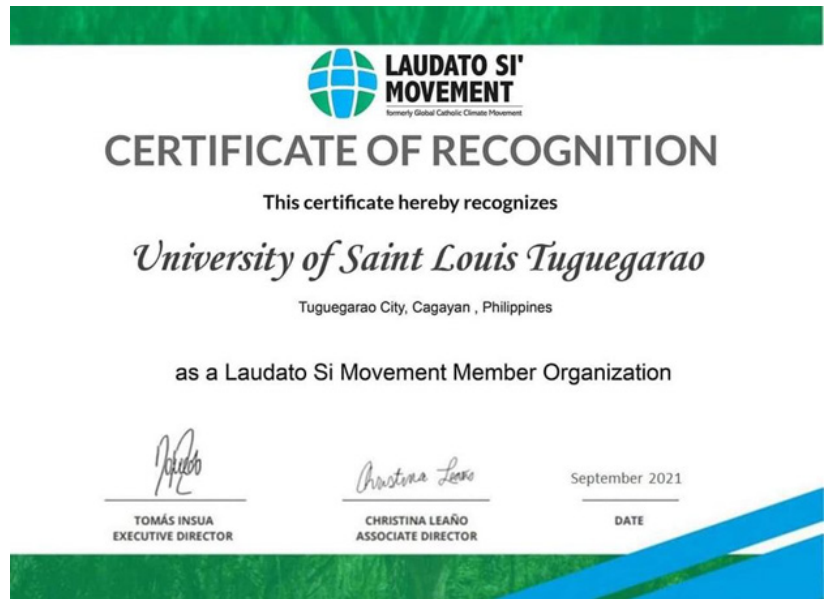 LAUDATO SI'
MOVEMENT
formerly Global Catholic Climate Movement
CERTIFICATE OF RECOGNITION
This certificate hereby recognizes
University of Saint Louis Tuguegarao
Tuguegarao City, Cagayan , Philippines
as a Laudato Si Movement Member Organization
Christina Leaño
September 2021
TOMÁS INSUA
EXECUTIVE DIRECTOR
CHRISTINA LEAÑO
ASSOCIATE DIRECTOR
DATE